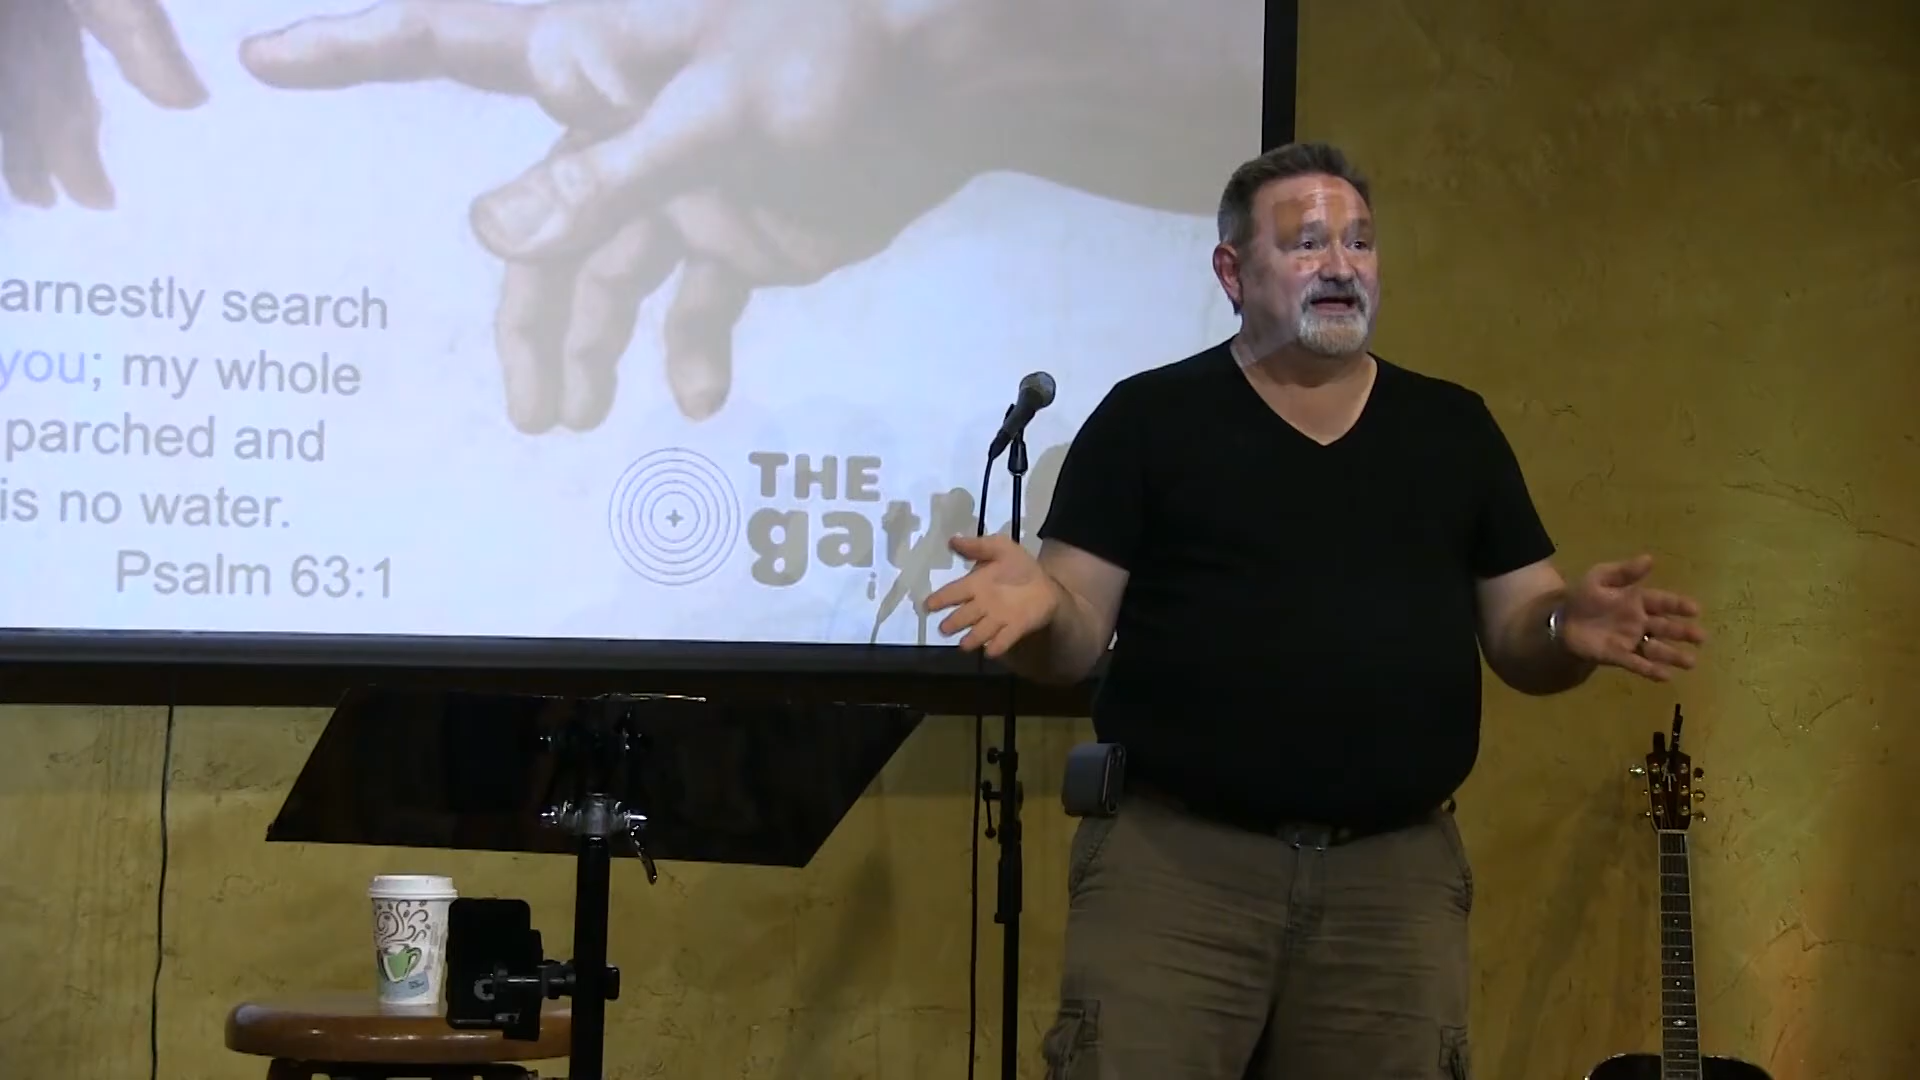 arnestly search
you; my whole
parched and
is no water.
Psalm 63:1
THE